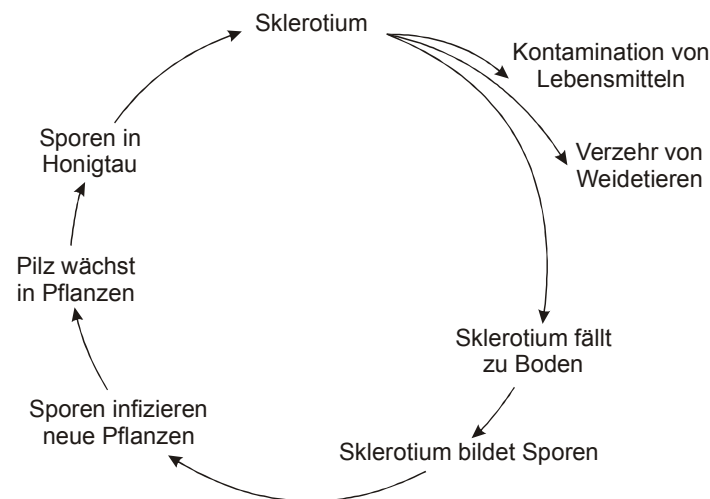 Sklerotium
Kontamination von
Lebensmitteln
Verzehr von
Weidetieren
Sklerotium fällt
zu Boden
Sklerotium bildet Sporen
Sporen infizieren
neue Pflanzen
Pilz wächst
in Pflanzen
Sporen in
Honigtau